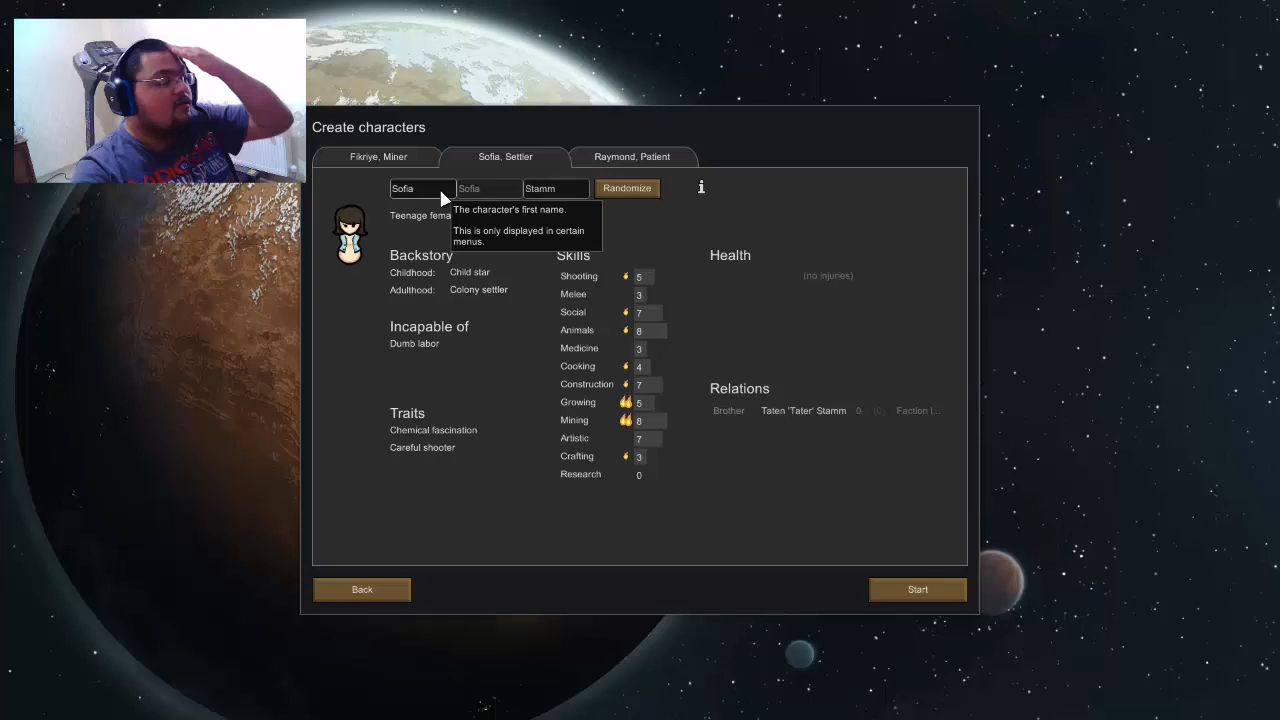 Create characters
Fikriye, Miner
Sofia, Settler
Raymond, Patient
Sofia
Sofia
Stamm
Randomize
Teenage fema
The character's first name.
This is only displayed in certain
menus.
Backstory
Childhood: Child star
Adulthood: Colony settler
Incapable of
Dumb labor
Traits
Chemical fascination
Careful shooter
Skills
Shooting 5
Melee 3
Social 7
Animals 8
Medicine 3
Cooking 4
Construction 7
Growing 5
Mining 8
Artistic 7
Crafting 3
Research 0
Health
(no injuries)
Relations
Brother Taten 'Tater' Stamm 0 (0) Faction l...
Back
Start